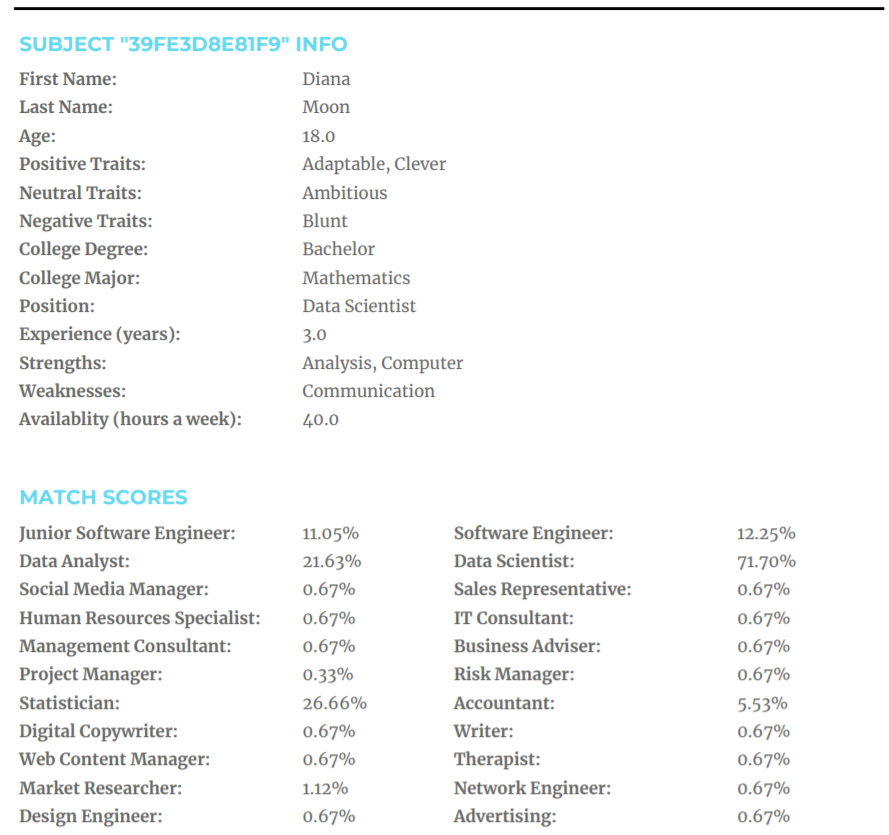 SUBJECT "39FE3D8E81F9" INFO
First Name: Diana
Last Name: Moon
Age: 18.0
Positive Traits: Adaptable, Clever
Neutral Traits: Ambitious
Negative Traits: Blunt
College Degree: Bachelor
College Major: Mathematics
Position: Data Scientist
Experience (years): 3.0
Strengths: Analysis, Computer
Weaknesses: Communication
Availablity (hours a week): 40.0
MATCH SCORES
Junior Software Engineer: 11.05% Software Engineer: 12.25%
Data Analyst: 21.63% Data Scientist: 71.70%
Social Media Manager: 0.67% Sales Representative: 0.67%
Human Resources Specialist: 0.67% IT Consultant: 0.67%
Management Consultant: 0.67% Business Adviser: 0.67%
Project Manager: 0.33% Risk Manager: 0.67%
Statistician: 26.66% Accountant: 5.53%
Digital Copywriter: 0.67% Writer: 0.67%
Web Content Manager: 0.67% Therapist: 0.67%
Market Researcher: 1.12% Network Engineer: 0.67%
Design Engineer: 0.67% Advertising: 0.67%